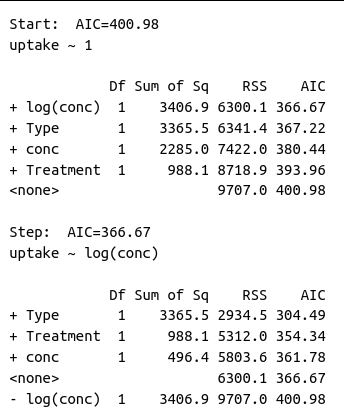 Start:  AIC=400.98
uptake ~ 1

            Df Sum of Sq    RSS    AIC
+ log(conc)  1    3406.9 6300.1 366.67
+ Type       1    3365.5 6341.4 367.22
+ conc       1    2285.0 7422.0 380.44
+ Treatment  1     988.1 8718.9 393.96
<none>                   9707.0 400.98

Step:  AIC=366.67
uptake ~ log(conc)

            Df Sum of Sq    RSS    AIC
+ Type       1    3365.5 2934.5 304.49
+ Treatment  1     988.1 5312.0 354.34
+ conc       1     496.4 5803.6 361.78
<none>                   6300.1 366.67
- log(conc)  1    3406.9 9707.0 400.98